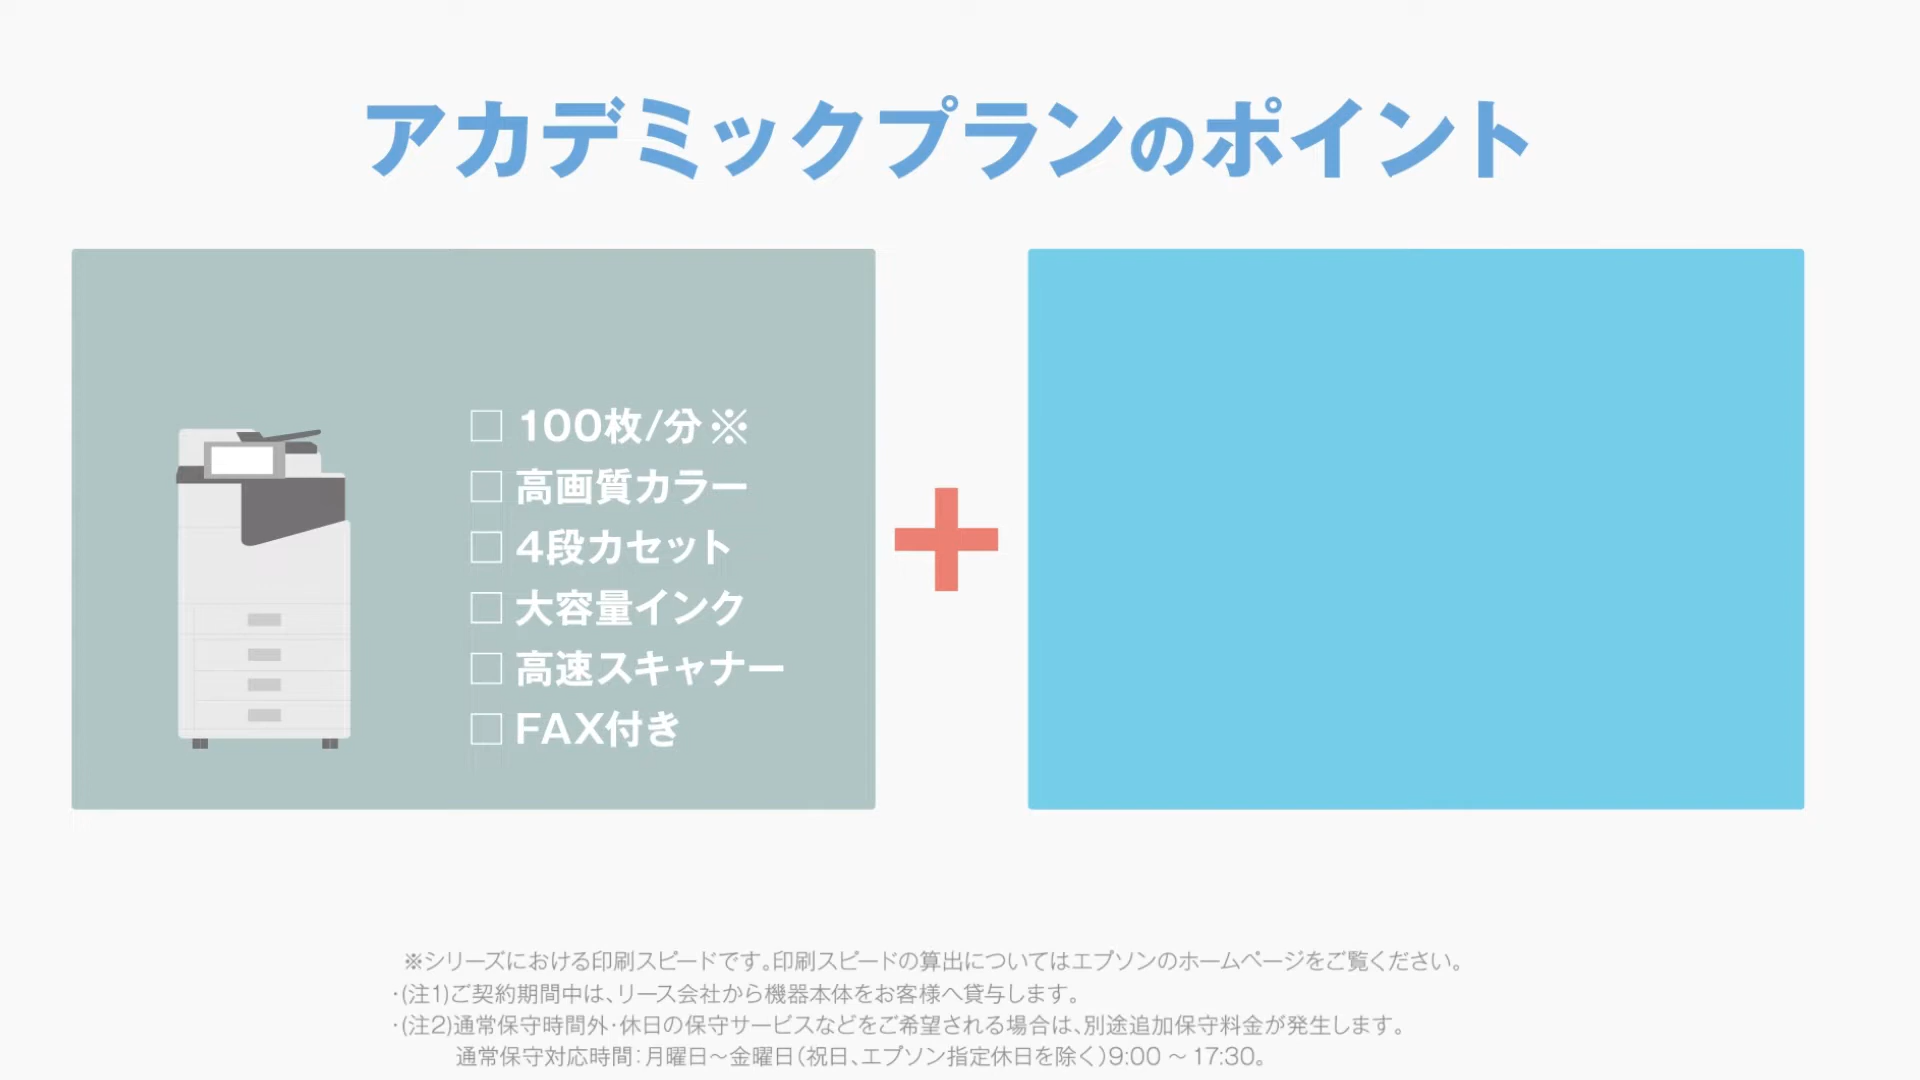 アカデミックプランのポイント
□ 100枚/分※
□ 高画質カラー
□ 4段カセット
□ 大容量インク
□ 高速スキャナー
□ FAX付き
※シリーズにおける印刷スピードです。印刷スピードの算出についてはエプソンのホームページをご覧ください。
・(注1)ご契約期間中は、リース会社から機器本体をお客様へ貸与します。
・(注2)通常保守時間外・休日の保守サービスなどをご希望される場合は、別途追加保守料金が発生します。
通常保守対応時間：月曜日～金曜日（祝日、エプソン指定休日を除く）9:00 ～ 17:30。